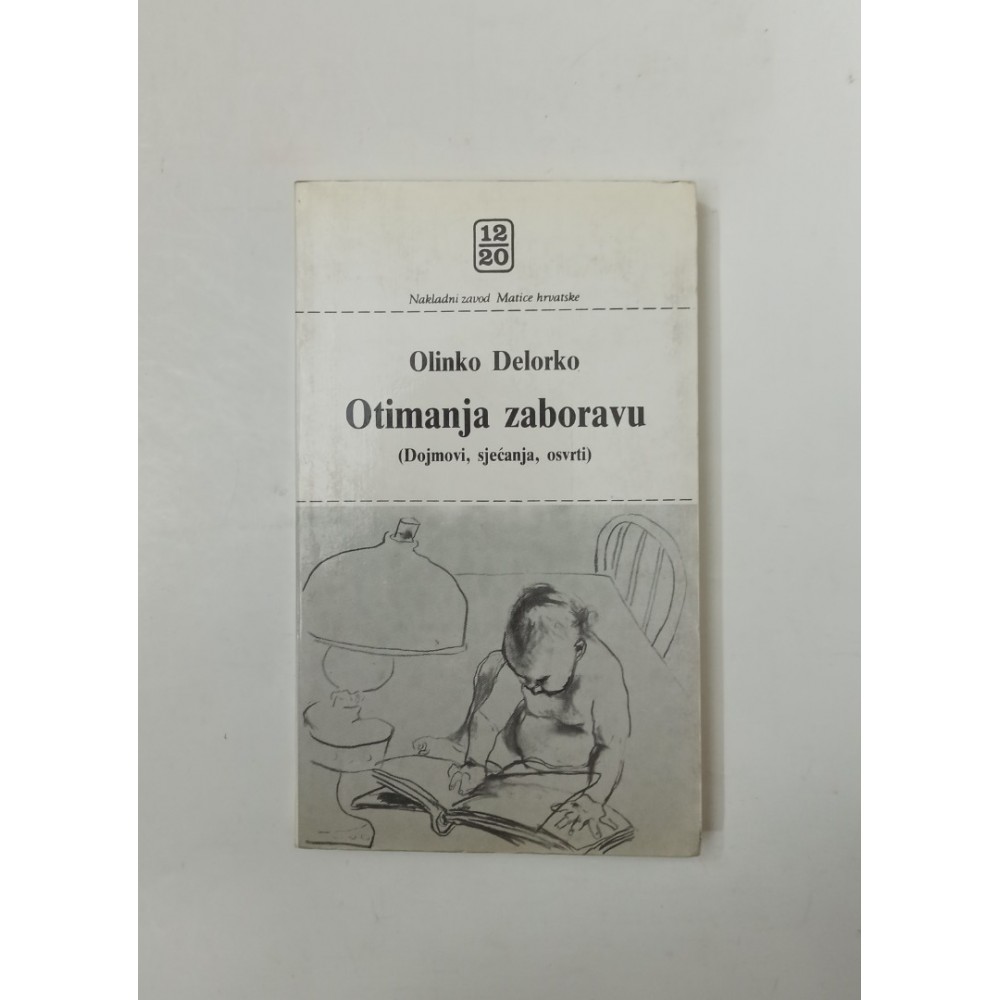 12
20
Nakladni zavod Matice hrvatske
Olinko Delorko
Otimanja zaboravu
(Dojmovi, sjećanja, osvrti)